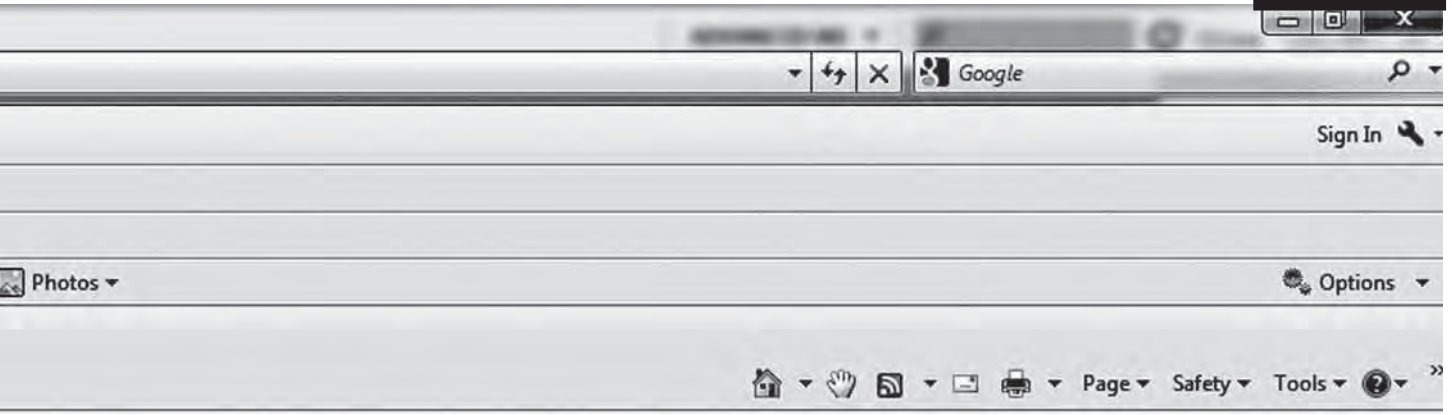 Google
Sign In
Photos
Options
Page Safety Tools